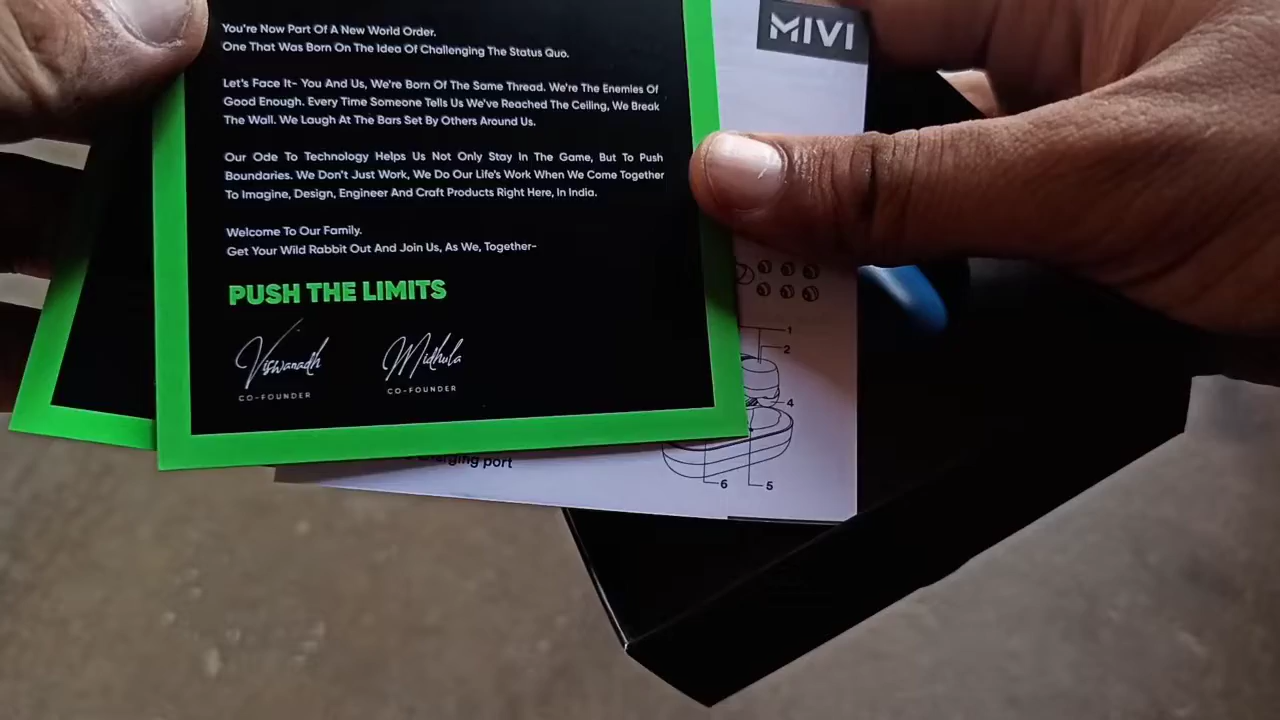 You're Now Part Of A New World Order.
One That Was Born On The Idea Of Challenging The Status Quo.
Let's Face It- You And Us, We're Born Of The Same Thread. We're The Enemies Of
Good Enough. Every Time Someone Tells Us We've Reached The Ceiling, We Break
The Wall. We Laugh At The Bars Set By Others Around Us.
Our Ode To Technology Helps Us Not Only Stay In The Game, But To Push
Boundaries. We Don't Just Work, We Do Our Life's Work When We Come Together
To Imagine, Design, Engineer And Craft Products Right Here, In India.
Welcome To Our Family.
Get Your Wild Rabbit Out And Join Us, As We, Together-
PUSH THE LIMITS
Viswanadh Midhula
CO-FOUNDER CO-FOUNDER
MIVI
1
2
4
6 5
port